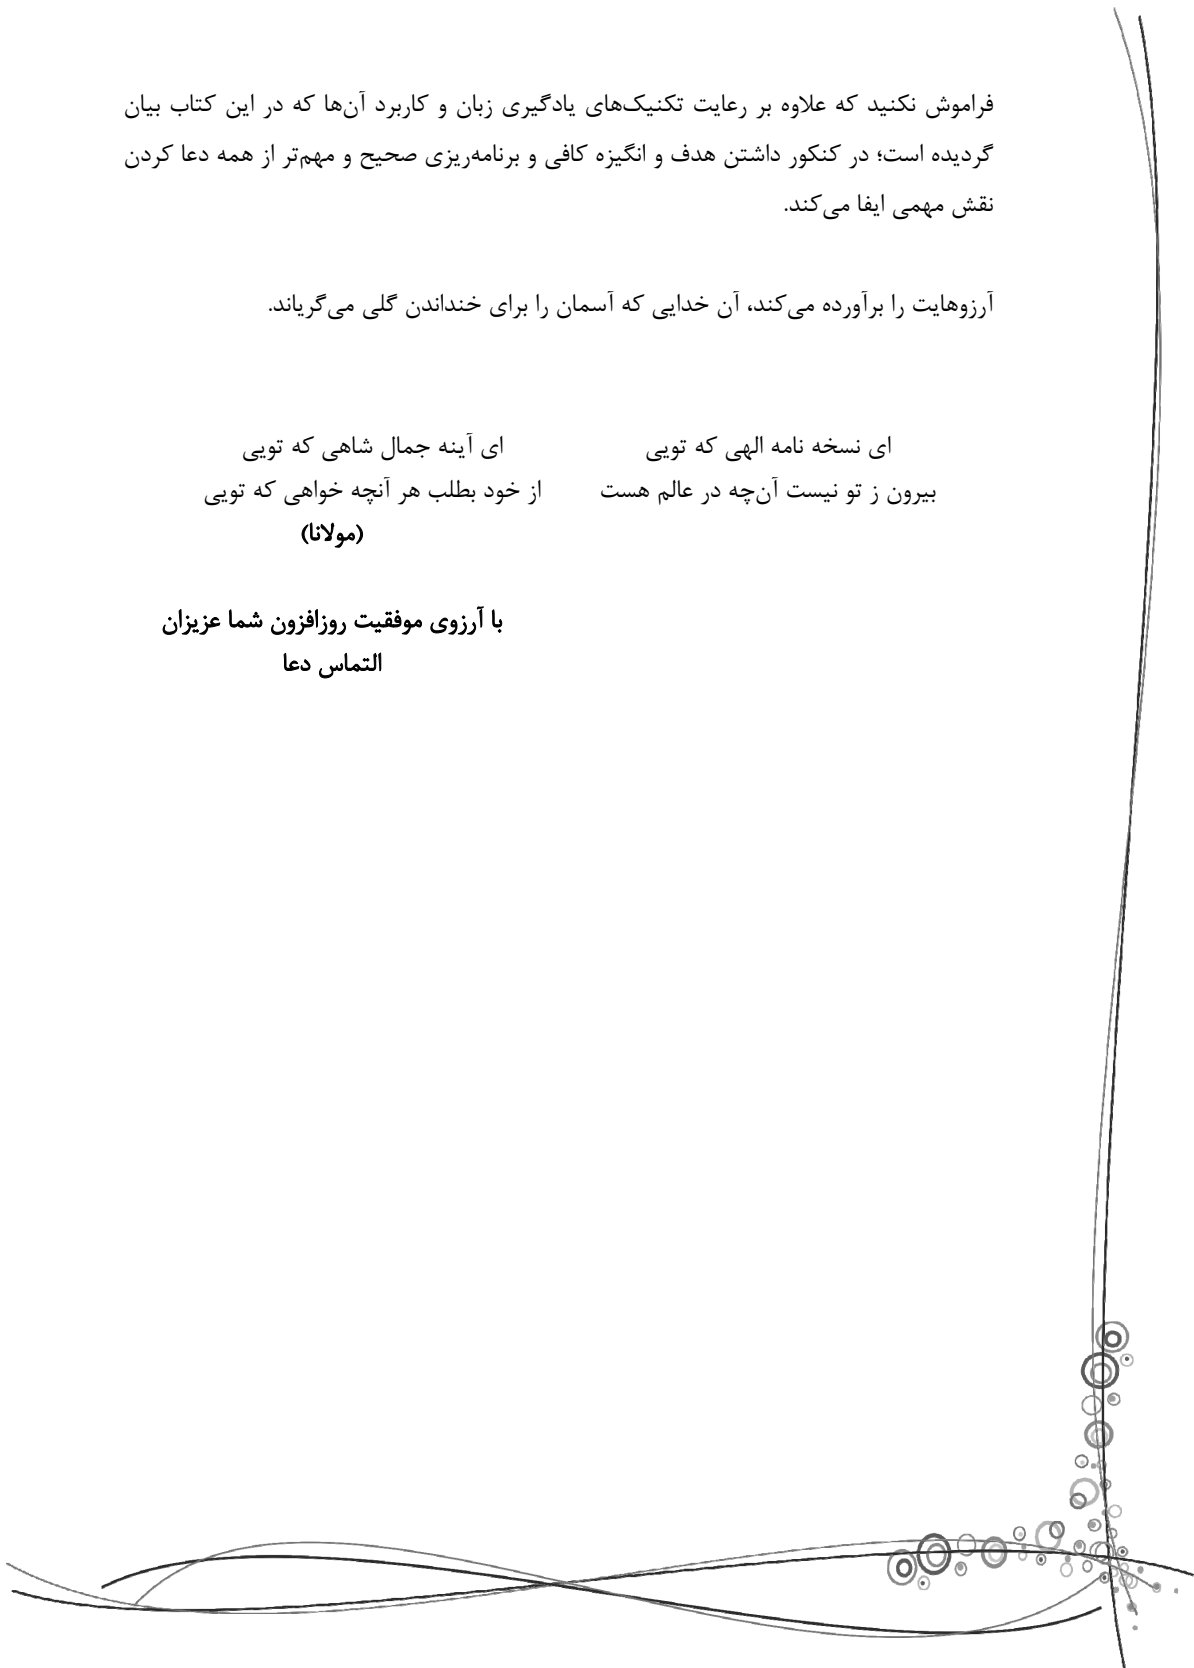 فراموش نکنید که علاوه بر رعایت تکنیک‌های یادگیری زبان و کاربرد آن‌ها که در این کتاب بیان
گردیده است؛ در کنکور داشتن هدف و انگیزه کافی و برنامه‌ریزی صحیح و مهم‌تر از همه دعا کردن
نقش مهمی ایفا می‌کند.
آرزوهایت را برآورده می‌کند، آن خدایی که آسمان را برای خنداندن گلی می‌گریاند.
ای نسخه نامه الهی که تویی ای آینه جمال شاهی که تویی
بیرون ز تو نیست آن‌چه در عالم هست از خود بطلب هر آنچه خواهی که تویی
(مولانا)
با آرزوی موفقیت روزافزون شما عزیزان
التماس دعا